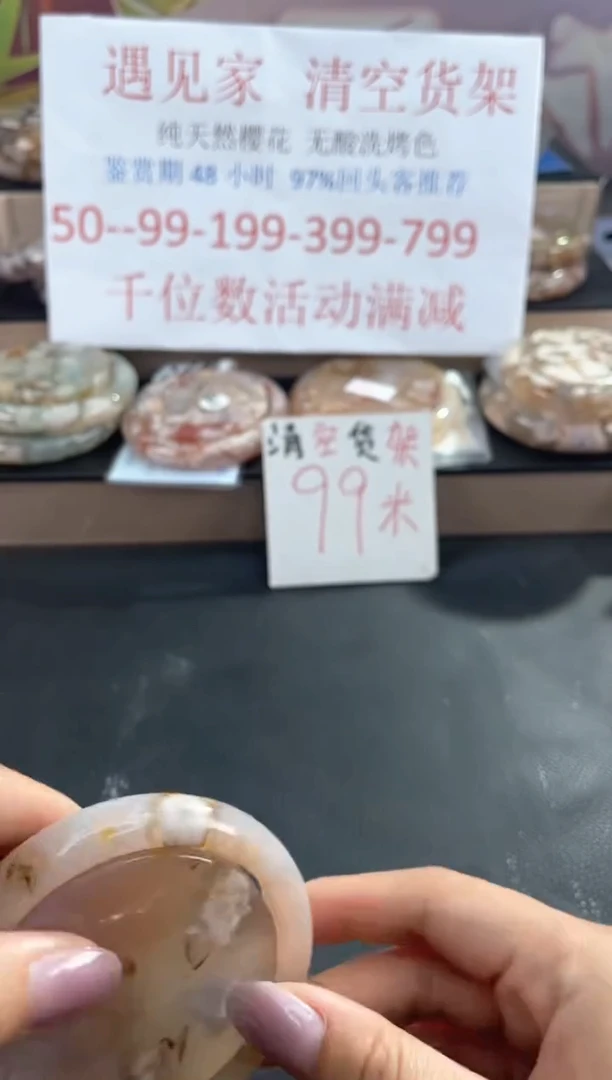 遇见家 清空货架
纯天然樱花 无酸洗烤色
鉴赏期 48 小时 97%回头客推荐
50--99-199-399-799
千位数活动满减
清空货架
99米